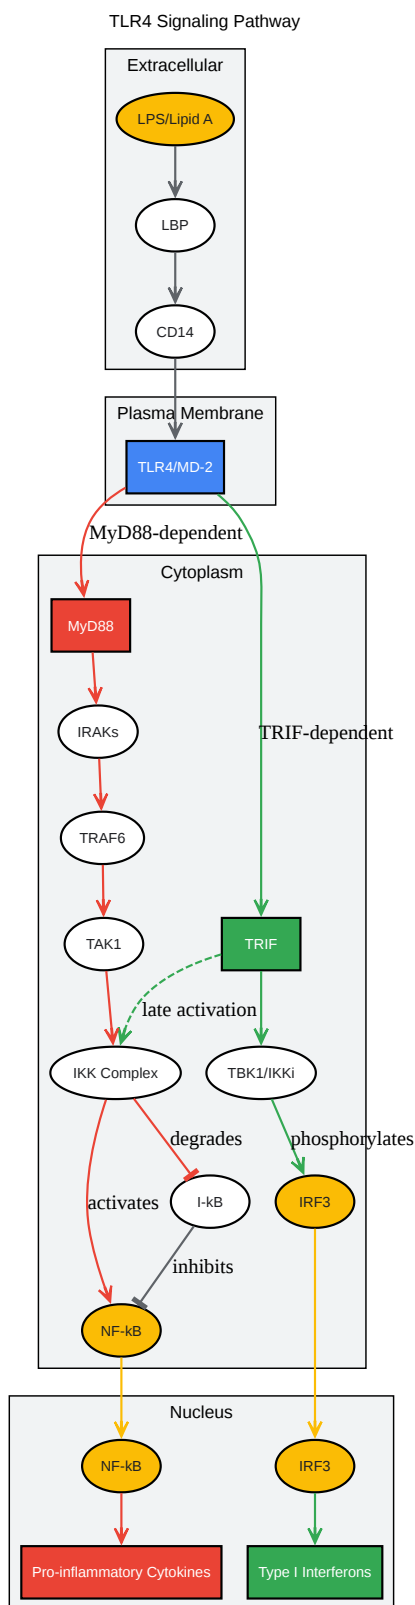 TLR4 Signaling Pathway
Extracellular
LPS/Lipid A
LBP
CD14
Plasma Membrane
TLR4/MD-2
MyD88-dependent
Cytoplasm
MyD88
IRAKs
TRIF-dependent
TRAF6
TAK1
TRIF
late activation
IKK Complex
TBK1/IKKi
degrades
phosphorylates
activates
I-kB
IRF3
inhibits
NF-kB
Nucleus
NF-kB
IRF3
Pro-inflammatory Cytokines
Type I Interferons